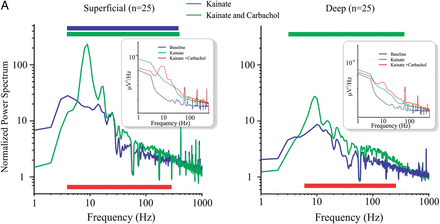 A
Superficial (n=25)
Kainate
Kainate and Carbachol
Deep (n=25)
Normalized Power Spectrum
100
10
1
Baseline
Kainate
Kainate +Carbachol
µV²/Hz
Frequency (Hz)
1
10
100
1000
Frequency (Hz)
100
10
1
Baseline
Kainate
Kainate +Carbachol
µV²/Hz
Frequency (Hz)
1
10
100
1000
Frequency (Hz)